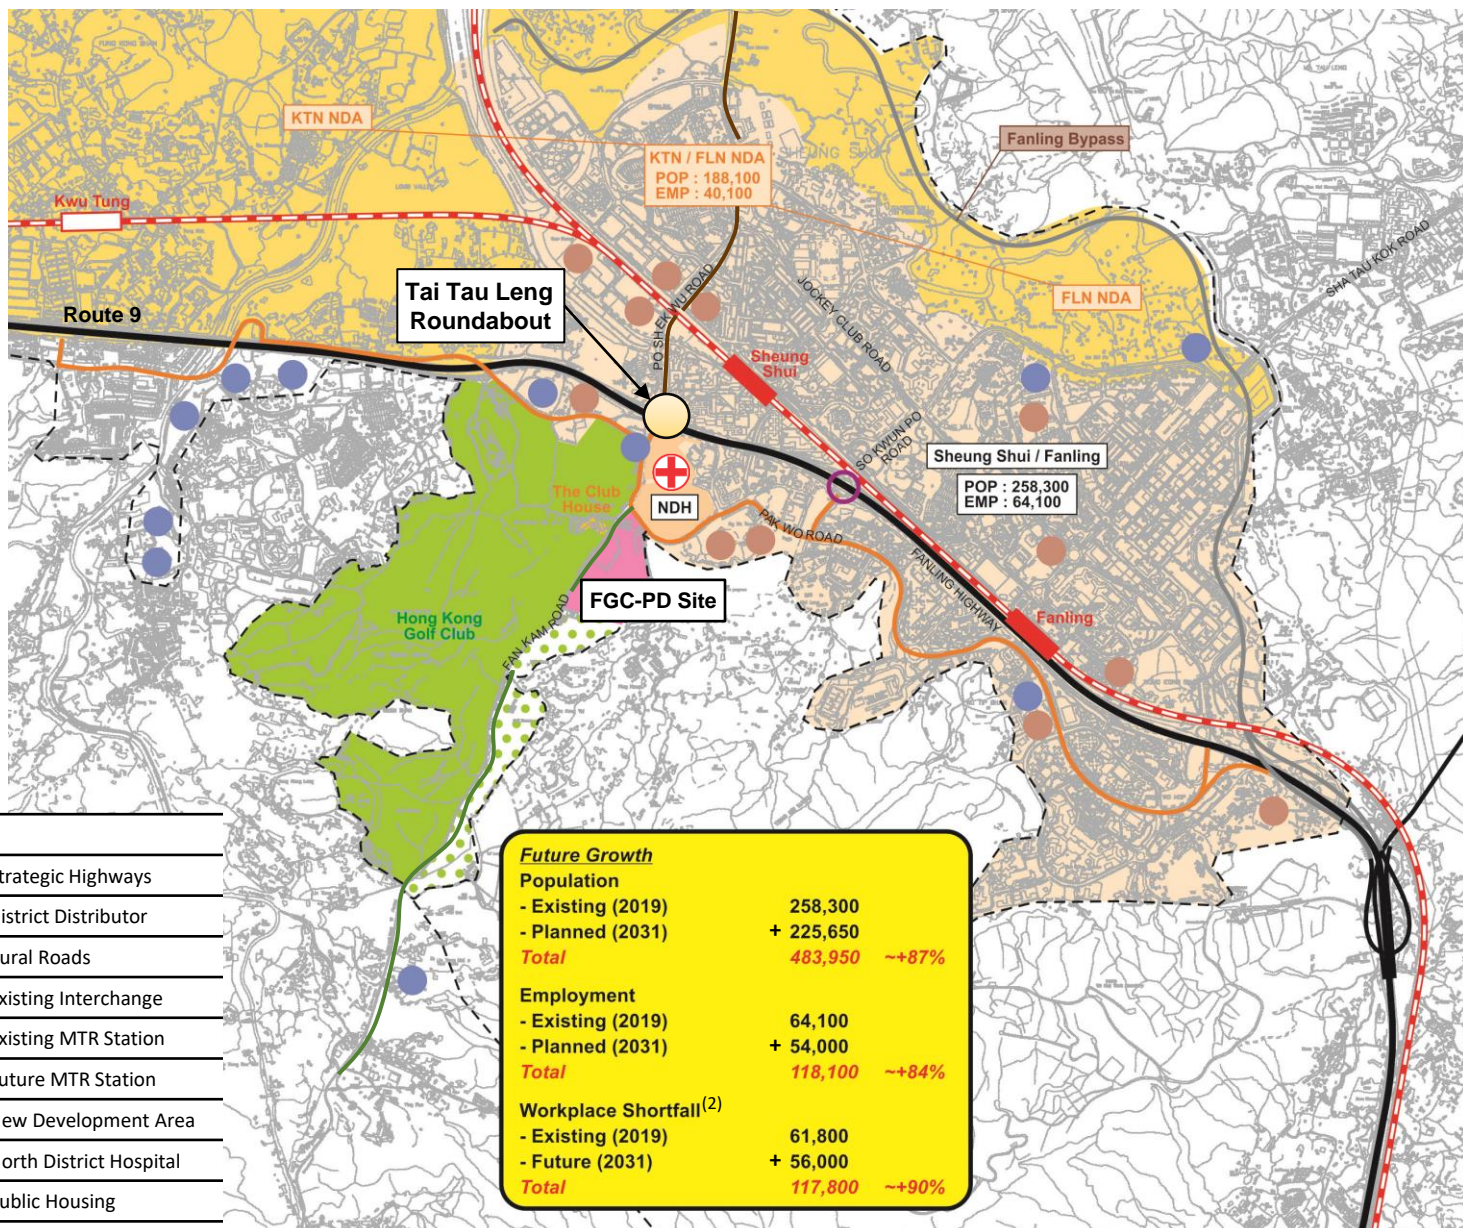 KTN NDA
KTN / FLN NDA
POP : 188,100
EMP : 40,100
Fanling Bypass
Kwu Tung
SHA TAU KOK ROAD
Tai Tau Leng
Roundabout
PO SHEK WU ROAD
JOCKEY CLUB ROAD
FLN NDA
Route 9
Sheung
Shui
SO KWUN PO
ROAD
Sheung Shui / Fanling
POP : 258,300
EMP : 64,100
The Club
House
NDH
PAK WO ROAD
FANLING HIGHWAY
FGC-PD Site
Hong Kong
Golf Club
FAN KAM ROAD
Fanling
trategic Highways
istrict Distributor
ural Roads
xisting Interchange
xisting MTR Station
uture MTR Station
ew Development Area
orth District Hospital
ublic Housing
Future Growth
Population
- Existing (2019) 258,300
- Planned (2031) + 225,650
Total 483,950 ~+87%
Employment
- Existing (2019) 64,100
- Planned (2031) + 54,000
Total 118,100 ~+84%
Workplace Shortfall(2)
- Existing (2019) 61,800
- Future (2031) + 56,000
Total 117,800 ~+90%